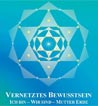 VERNETZTES BEWUSSTSEIN
ICH BIN – WIR SIND – MUTTER ERDE